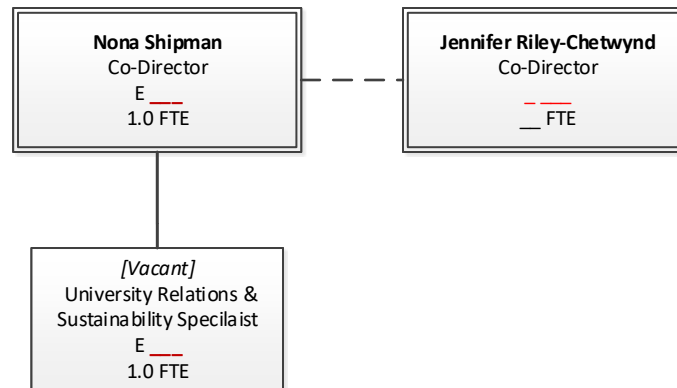 Nona Shipman
Co-Director
E ___
1.0 FTE
Jennifer Riley-Chetwynd
Co-Director
_ ___
__ FTE
[Vacant]
University Relations &
Sustainability Specilaist
E ___
1.0 FTE